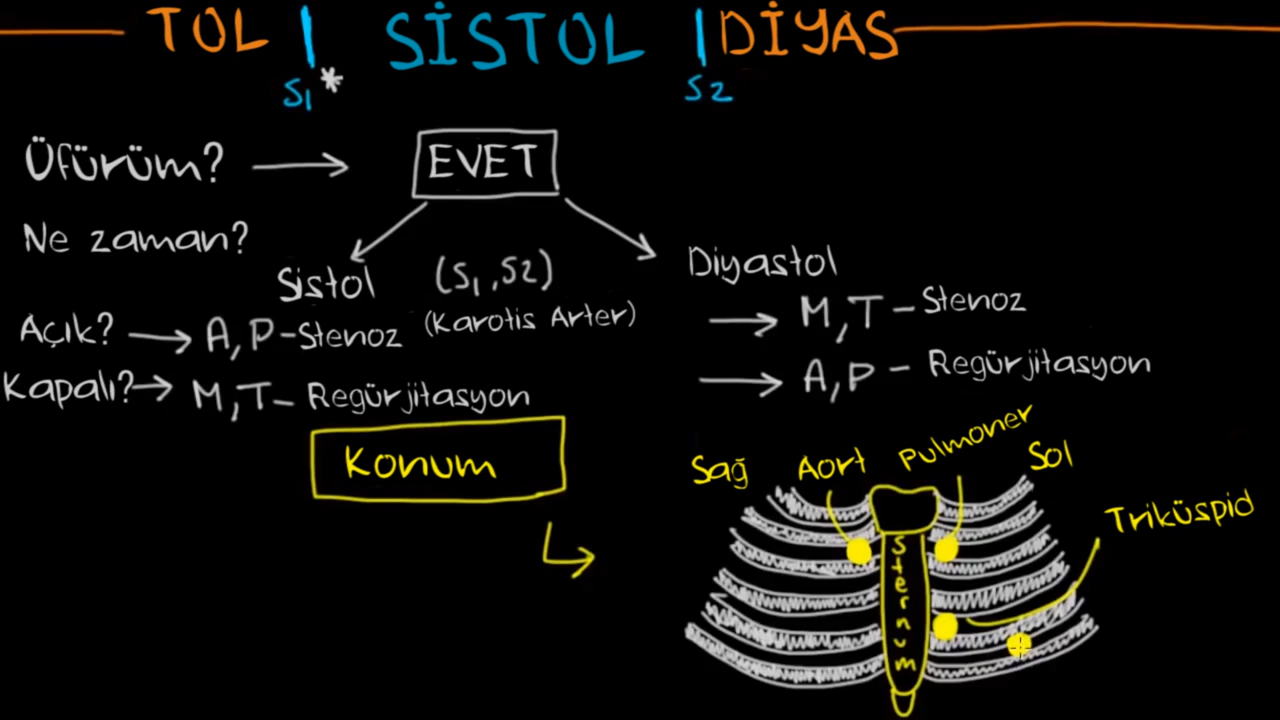 TOL | SİSTOL | DİYAS
S1 * S2
Üfürüm? → EVET
Ne zaman?
Sistol (S1, S2) Diyastol
Açık? → A, P - Stenoz (Karotis Arter) → M, T - Stenoz
Kapalı? → M, T - Regürjitasyon → A, P - Regürjitasyon
Konum
Sağ Aort Pulmoner Sol
Triküspid
Sternum